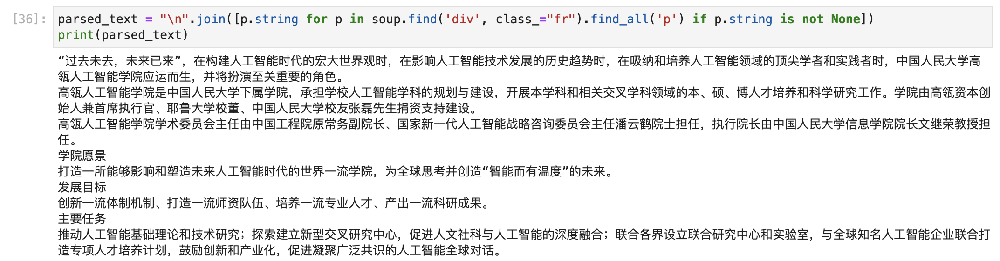 [36]: parsed_text = "\n".join([p.string for p in soup.find('div', class_="fr").find_all('p') if p.string is not None])
print(parsed_text)
“过去未去，未来已来”，在构建人工智能时代的宏大世界观时，在影响人工智能技术发展的历史趋势时，在吸纳和培养人工智能领域的顶尖学者和实践者时，中国人民大学高
瓴人工智能学院应运而生，并将扮演至关重要的角色。
高瓴人工智能学院是中国人民大学下属学院，承担学校人工智能学科的规划与建设，开展本学科和相关交叉学科领域的本、硕、博人才培养和科学研究工作。学院由高瓴资本创
始人兼首席执行官、耶鲁大学校董、中国人民大学校友张磊先生捐资支持建设。
高瓴人工智能学院学术委员会主任由中国工程院原常务副院长、国家新一代人工智能战略咨询委员会主任潘云鹤院士担任，执行院长由中国人民大学信息学院院长文继荣教授担
任。
学院愿景
打造一所能够影响和塑造未来人工智能时代的世界一流学院，为全球思考并创造“智能而有温度”的未来。
发展目标
创新一流体制机制、打造一流师资队伍、培养一流专业人才、产出一流科研成果。
主要任务
推动人工智能基础理论和技术研究；探索建立新型交叉研究中心，促进人文社科与人工智能的深度融合；联合各界设立联合研究中心和实验室，与全球知名人工智能企业联合打
造专项人才培养计划，鼓励创新和产业化，促进凝聚广泛共识的人工智能全球对话。